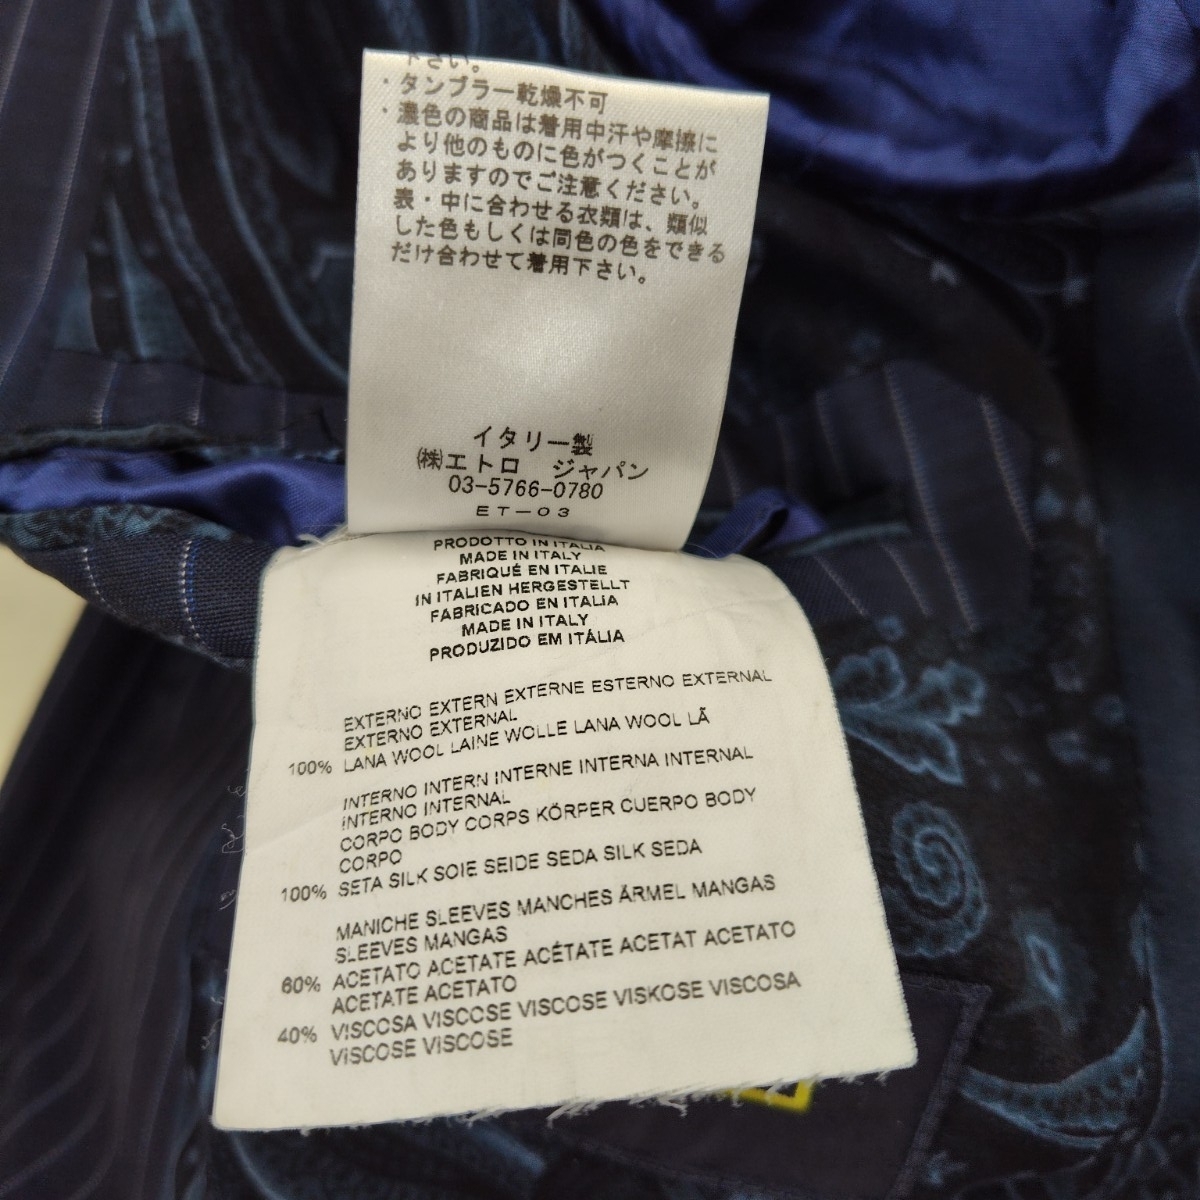 下さい。
・タンブラー乾燥不可
・濃色の商品は着用中汗や摩擦に
より他のものに色がつくことが
ありますのでご注意ください。
表・中に合わせる衣類は、類似
した色もしくは同色の色をできる
だけ合わせて着用下さい。
イタリー製
㈱エトロ ジャパン
03-5766-0780
ET-03
PRODOTTO IN ITALIA
MADE IN ITALY
FABRIQUÉ EN ITALIE
IN ITALIEN HERGESTELLT
FABRICADO EN ITALIA
MADE IN ITALY
PRODUZIDO EM ITÁLIA
EXTERNO EXTERN EXTERNE ESTERNO EXTERNAL
EXTERNO EXTERNAL
100% LANA WOOL LAINE WOLLE LANA WOOL LÃ
INTERNO INTERN INTERNE INTERNA INTERNAL
INTERNO INTERNAL
CORPO BODY CORPS KÖRPER CUERPO BODY
CORPO
100% SETA SILK SOIE SEIDE SEDA SILK SEDA
MANICHE SLEEVES MANCHES ÄRMEL MANGAS
SLEEVES MANGAS
60% ACETATO ACETATE ACÉTATE ACETAT ACETATO
ACETATE ACETATO
40% VISCOSA VISCOSE VISCOSE VISKOSE VISCOSA
VISCOSE VISCOSE